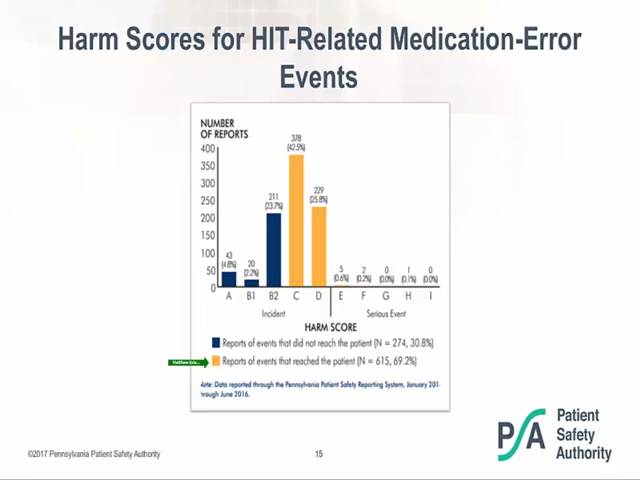 Harm Scores for HIT-Related Medication-Error
Events
NUMBER
OF REPORTS
400
350
300
250
200
150
100
50
0
43
(4.8%)
20
(2.2%)
211
(23.7%)
378
(42.5%)
229
(25.8%)
5
(0.6%)
2
(0.2%)
0
(0.0%)
1
(0.1%)
0
(0.0%)
A B1 B2 C D E F G H I
Incident Serious Event
HARM SCORE
Reports of events that did not reach the patient (N = 274, 30.8%)
Reports of events that reached the patient (N = 615, 69.2%)
Note: Data reported through the Pennsylvania Patient Safety Reporting System, January 201
through June 2016.
PSA
Patient
Safety
Authority
©2017 Pennsylvania Patient Safety Authority
15